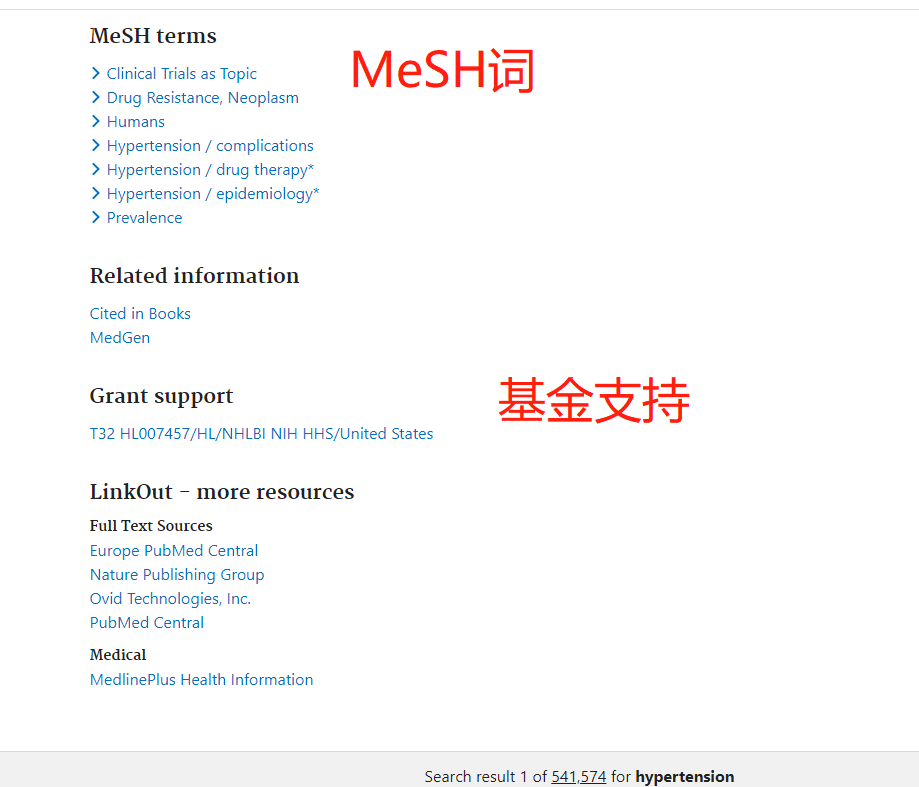 MeSH terms
MeSH词
Clinical Trials as Topic
Drug Resistance, Neoplasm
Humans
Hypertension / complications
Hypertension / drug therapy*
Hypertension / epidemiology*
Prevalence
Related information
Cited in Books
MedGen
Grant support
基金支持
T32 HL007457/HL/NHLBI NIH HHS/United States
LinkOut - more resources
Full Text Sources
Europe PubMed Central
Nature Publishing Group
Ovid Technologies, Inc.
PubMed Central
Medical
MedlinePlus Health Information
Search result 1 of 541,574 for hypertension